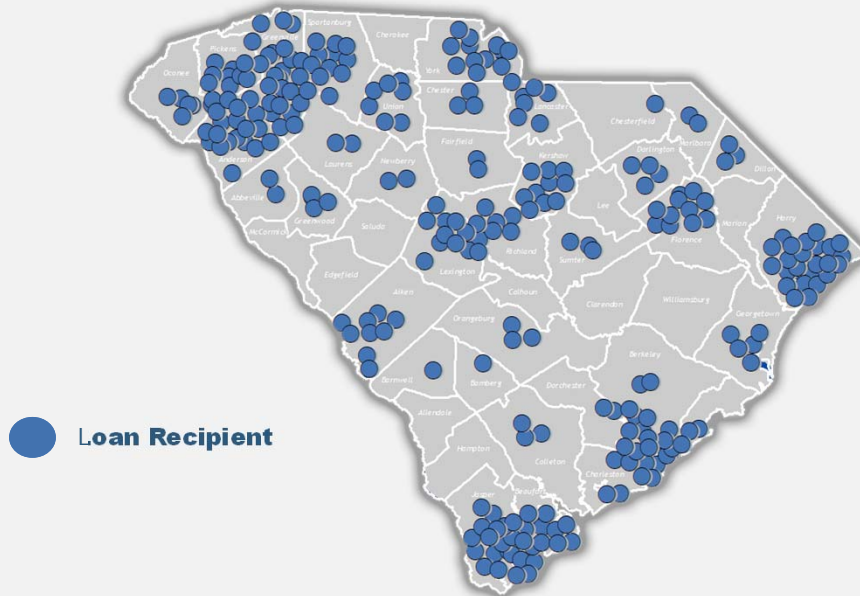 Spartanburg
Greenville
Cherokee
Pickens
Oconee
York
Chester
Union
Lancaster
Chesterfield
Marlboro
Darlington
Dillon
Fairfield
Kershaw
Laurens
Newberry
Anderson
Abbeville
Greenwood
McCormick
Saluda
Lee
Florence
Marion
Horry
Edgefield
Lexington
Richland
Sumter
Aiken
Calhoun
Clarendon
Williamsburg
Georgetown
Orangeburg
Berkeley
Barnwell
Bamberg
Dorchester
Allendale
Hampton
Colleton
Charleston
Jasper
Beaufort
Loan Recipient